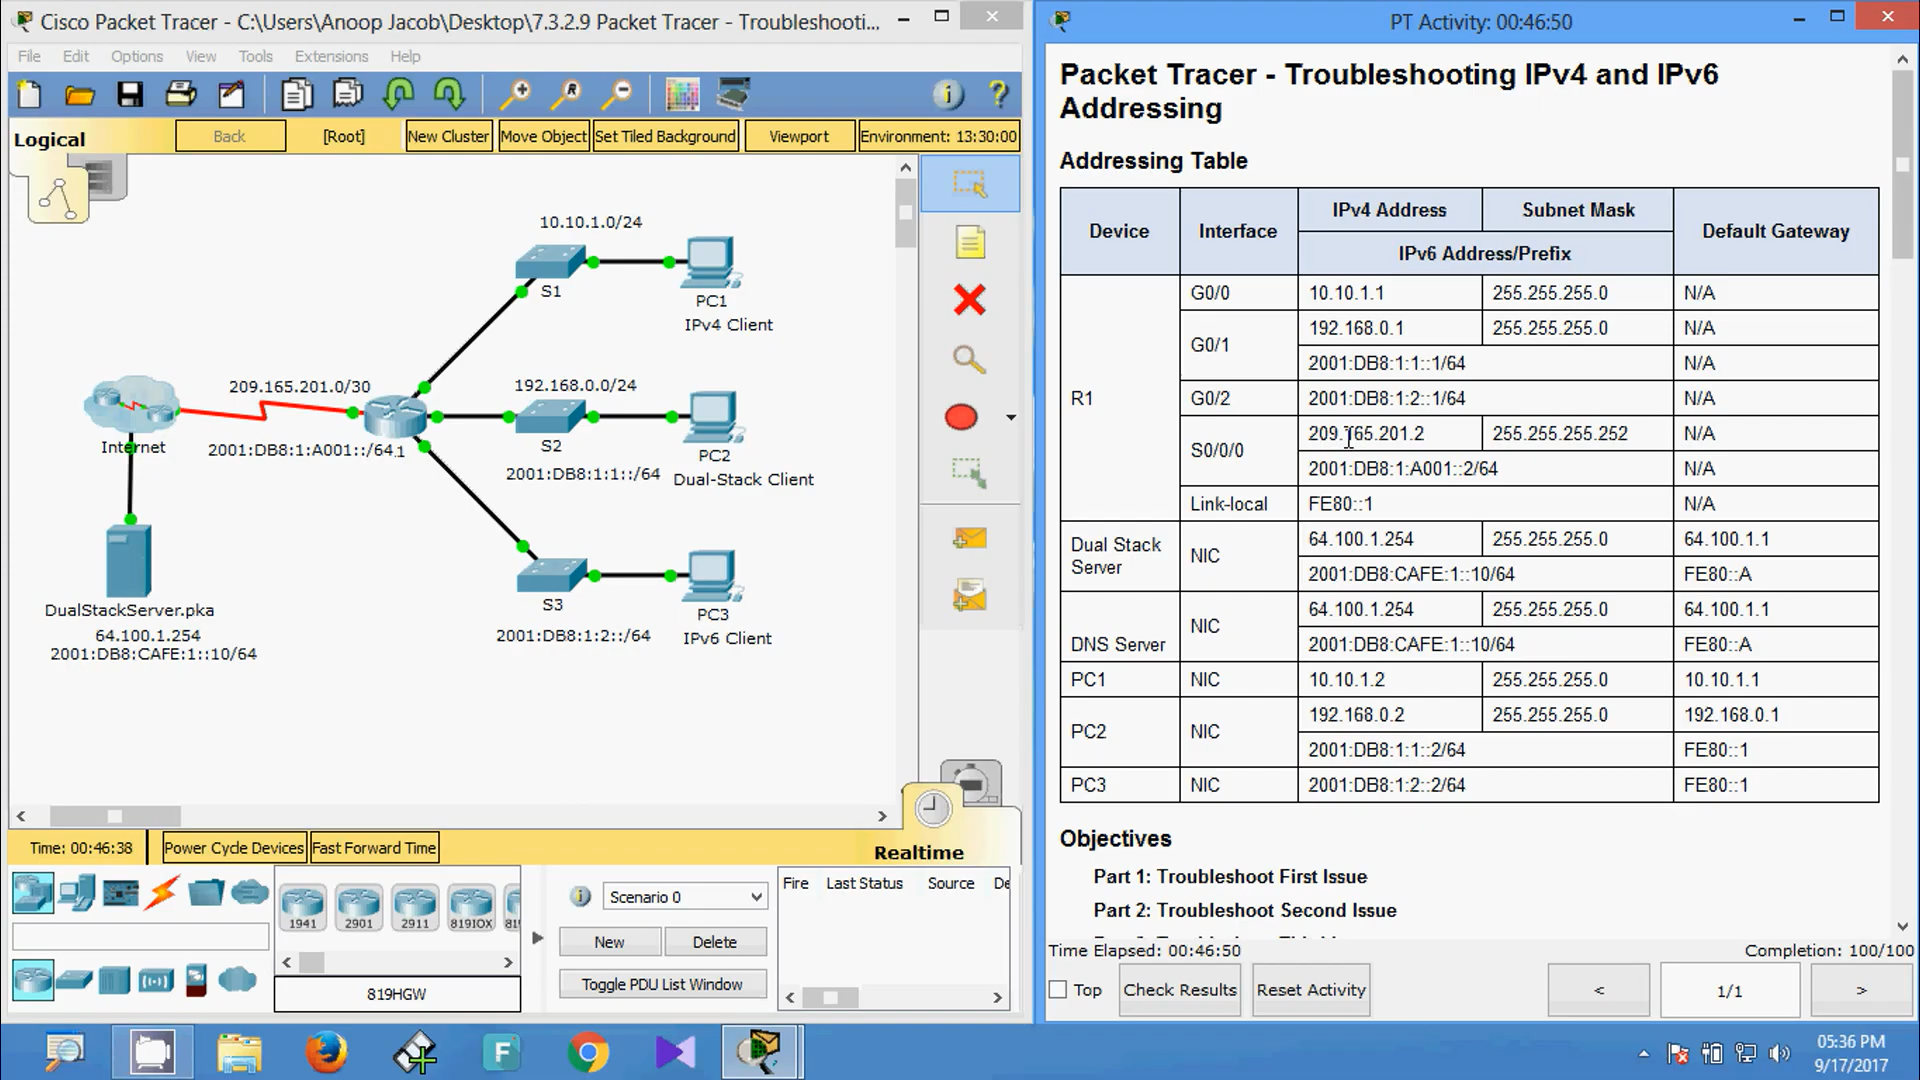 Cisco Packet Tracer - C:\Users\Anoop Jacob\Desktop\7.3.2.9 Packet Tracer - Troubleshooti...
File Edit Options View Tools Extensions Help
Logical
Back
[Root]
New Cluster
Move Object
Set Tiled Background
Viewport
Environment: 13:30:00
10.10.1.0/24
S1
PC1
IPv4 Client
209.165.201.0/30
192.168.0.0/24
Internet
2001:DB8:1:A001::/64
.1
S2
PC2
2001:DB8:1:1::/64
Dual-Stack Client
S3
PC3
DualStackServer.pka
64.100.1.254
2001:DB8:CAFE:1::10/64
2001:DB8:1:2::/64
IPv6 Client
Time: 00:46:38
Power Cycle Devices
Fast Forward Time
Realtime
1941
2901
2911
819IOX
819HGW
Scenario 0
New
Delete
Toggle PDU List Window
Fire Last Status Source
PT Activity: 00:46:50
Packet Tracer - Troubleshooting IPv4 and IPv6
Addressing
Addressing Table
Device Interface IPv4 Address Subnet Mask Default Gateway
IPv6 Address/Prefix
R1
G0/0 10.10.1.1 255.255.255.0 N/A
G0/1 192.168.0.1 255.255.255.0 N/A
2001:DB8:1:1::1/64 N/A
G0/2 2001:DB8:1:2::1/64 N/A
S0/0/0 209.165.201.2 255.255.255.252 N/A
2001:DB8:1:A001::2/64 N/A
Link-local FE80::1 N/A
Dual Stack
Server
NIC 64.100.1.254 255.255.255.0 64.100.1.1
2001:DB8:CAFE:1::10/64 FE80::A
DNS Server NIC 64.100.1.254 255.255.255.0 64.100.1.1
2001:DB8:CAFE:1::10/64 FE80::A
PC1 NIC 10.10.1.2 255.255.255.0 10.10.1.1
PC2 NIC 192.168.0.2 255.255.255.0 192.168.0.1
2001:DB8:1:1::2/64 FE80::1
PC3 NIC 2001:DB8:1:2::2/64 FE80::1
Objectives
Part 1: Troubleshoot First Issue
Part 2: Troubleshoot Second Issue
Time Elapsed: 00:46:50
Completion: 100/100
Top
Check Results
Reset Activity
<
1/1
>
05:36 PM
9/17/2017